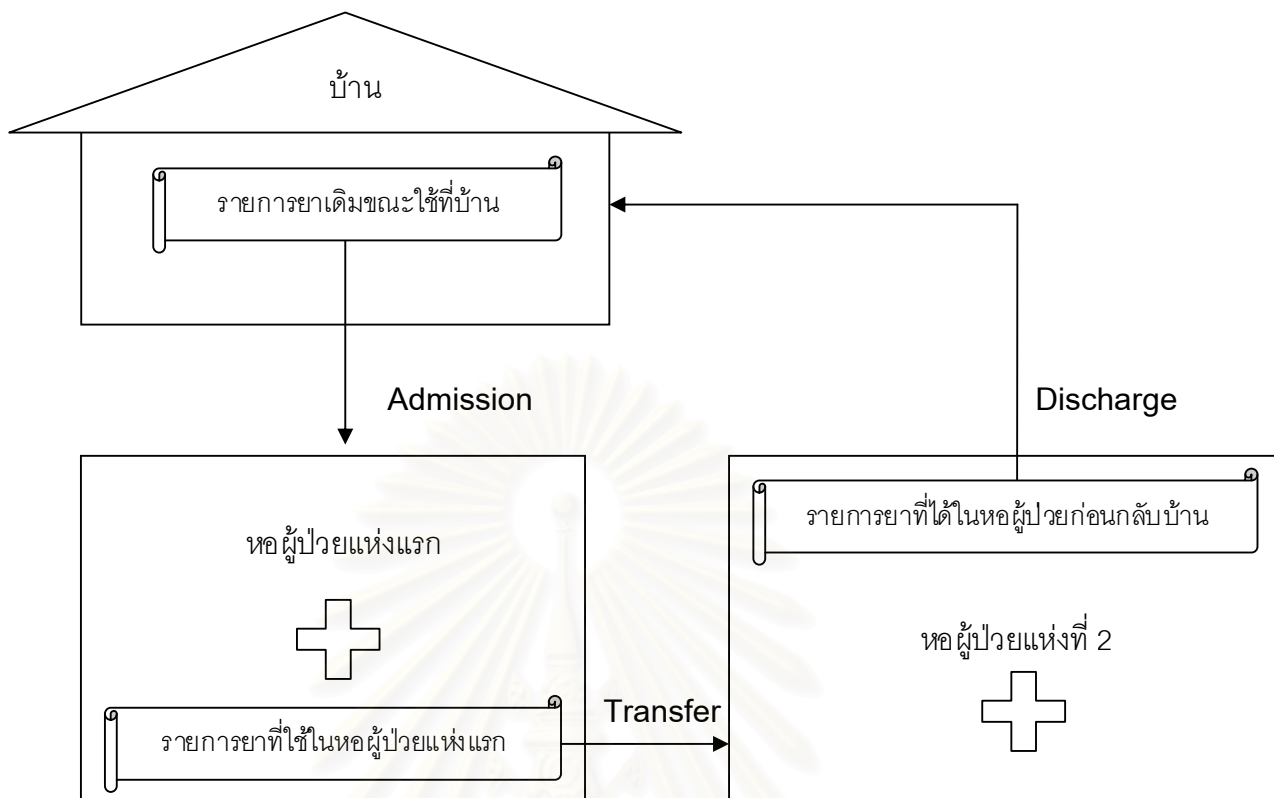 บ้าน
รายการยาเดิมขณะใช้ที่บ้าน
Admission
Discharge
รายการยาที่ได้ในหอผู้ป่วยก่อนกลับบ้าน
หอผู้ป่วยแห่งแรก
หอผู้ป่วยแห่งที่ 2
Transfer
รายการยาที่ใช้ในหอผู้ป่วยแห่งแรก